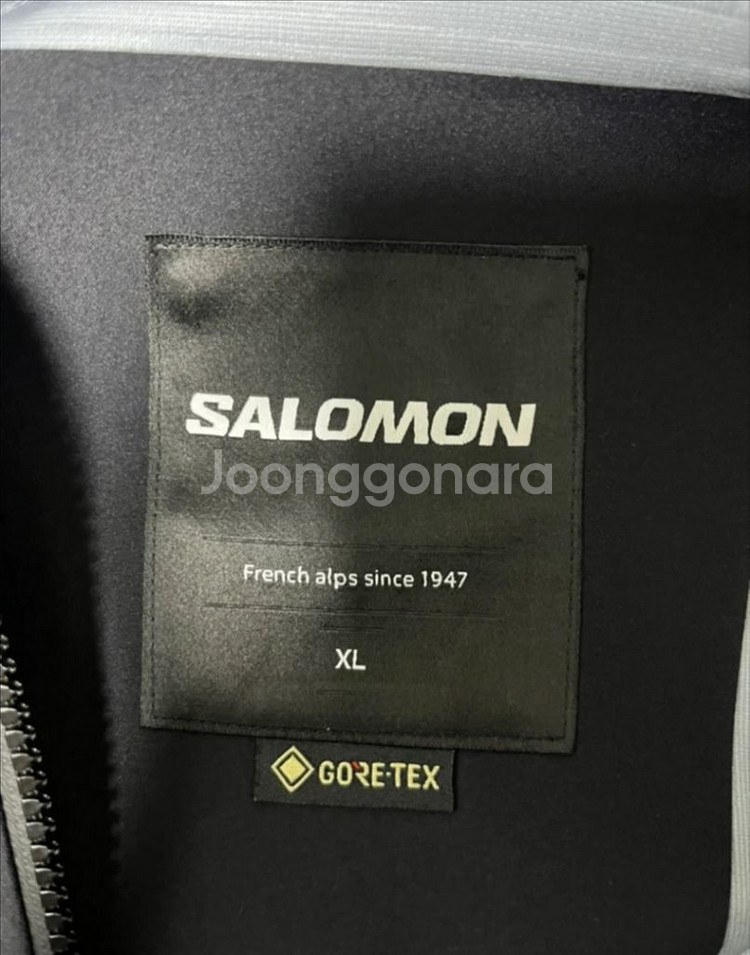 SALOMON
Joonggonara
French alps since 1947
XL
GORE-TEX